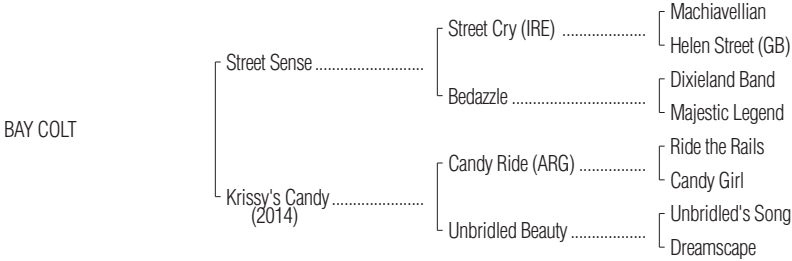 Machiavellian
Street Cry (IRE) ....................
Helen Street (GB)
Street Sense ..........................
Dixieland Band
Bedazzle ................................
Majestic Legend
BAY COLT
Ride the Rails
Candy Ride (ARG) ................
Candy Girl
Krissy's Candy ......................
(2014)
Unbridled's Song
Unbridled Beauty ..................
Dreamscape